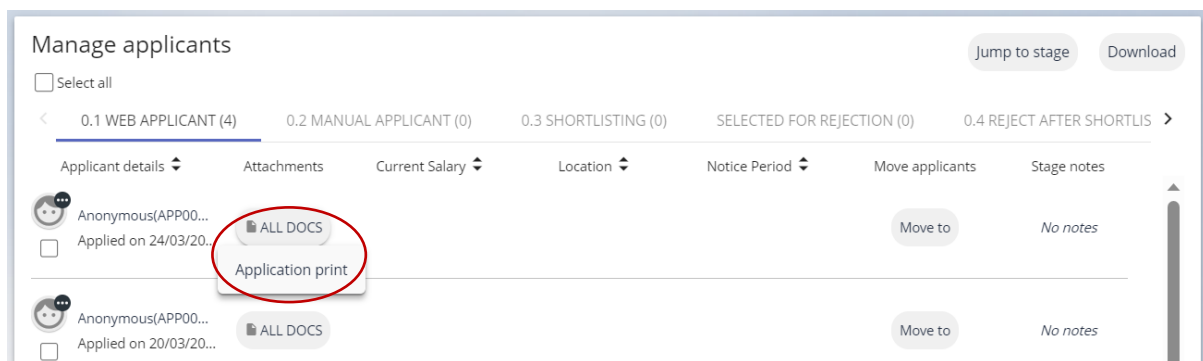 Manage applicants
Jump to stage Download
Select all
0.1 WEB APPLICANT (4) 0.2 MANUAL APPLICANT (0) 0.3 SHORTLISTING (0) SELECTED FOR REJECTION (0) 0.4 REJECT AFTER SHORTLIS
Applicant details Attachments Current Salary Location Notice Period Move applicants Stage notes
Anonymous(APP00...
Applied on 24/03/20...
ALL DOCS
Move to
No notes
Application print
Anonymous(APP00...
Applied on 20/03/20...
ALL DOCS
Move to
No notes